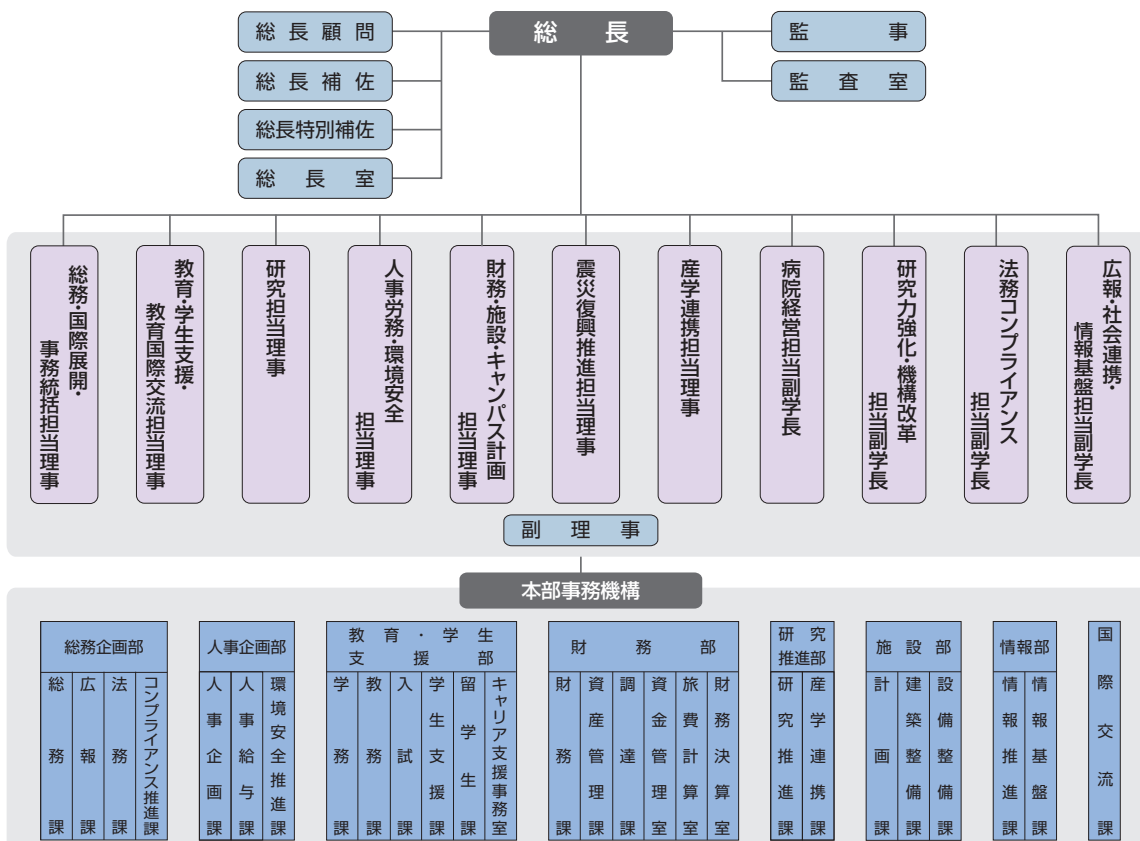 総長
総長顧問
総長補佐
総長特別補佐
総長室
監事
監査室
総務・国際展開・
事務統括担当理事
教育・学生支援・
教育国際交流担当理事
研究担当理事
人事労務・環境安全
担当理事
財務・施設・キャンパス計画
担当理事
震災復興推進担当理事
産学連携担当理事
病院経営担当副学長
研究力強化・機構改革
担当副学長
法務コンプライアンス
担当副学長
広報・社会連携・
情報基盤担当副学長
副理事
本部事務機構
総務企画部
総務課
広報課
法務課
コンプライアンス推進課
人事企画部
人事企画課
人事給与課
環境安全推進課
教育・学生
支援部
学務課
教務課
入試課
学生支援課
留学生課
キャリア支援事務室
財務部
財務課
資産管理課
調達課
資金管理室
旅費計算室
財務決算室
研究
推進部
研究推進課
産学連携課
施設部
計画課
建築整備課
設備整備課
情報部
情報推進課
情報基盤課
国際交流課